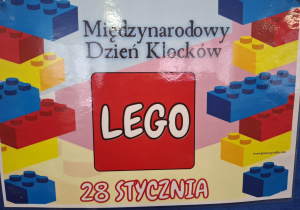 Międzynarodowy
Dzień Klocków
LEGO
28 STYCZNIA